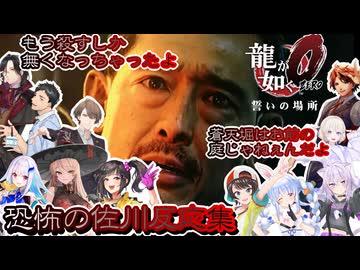 もう殺すしか
無くなっちゃったよ
龍が
如く
0
ZERO
誓いの場所
蒼天堀はお前の
庭じゃねぇんだよ
恐怖の佐川反応集